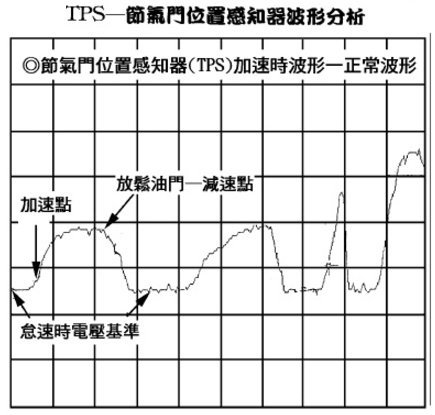 TPS—節氣門位置感知器波形分析
◎節氣門位置感知器(TPS)加速時波形—正常波形
放鬆油門—減速點
加速點
怠速時電壓基準